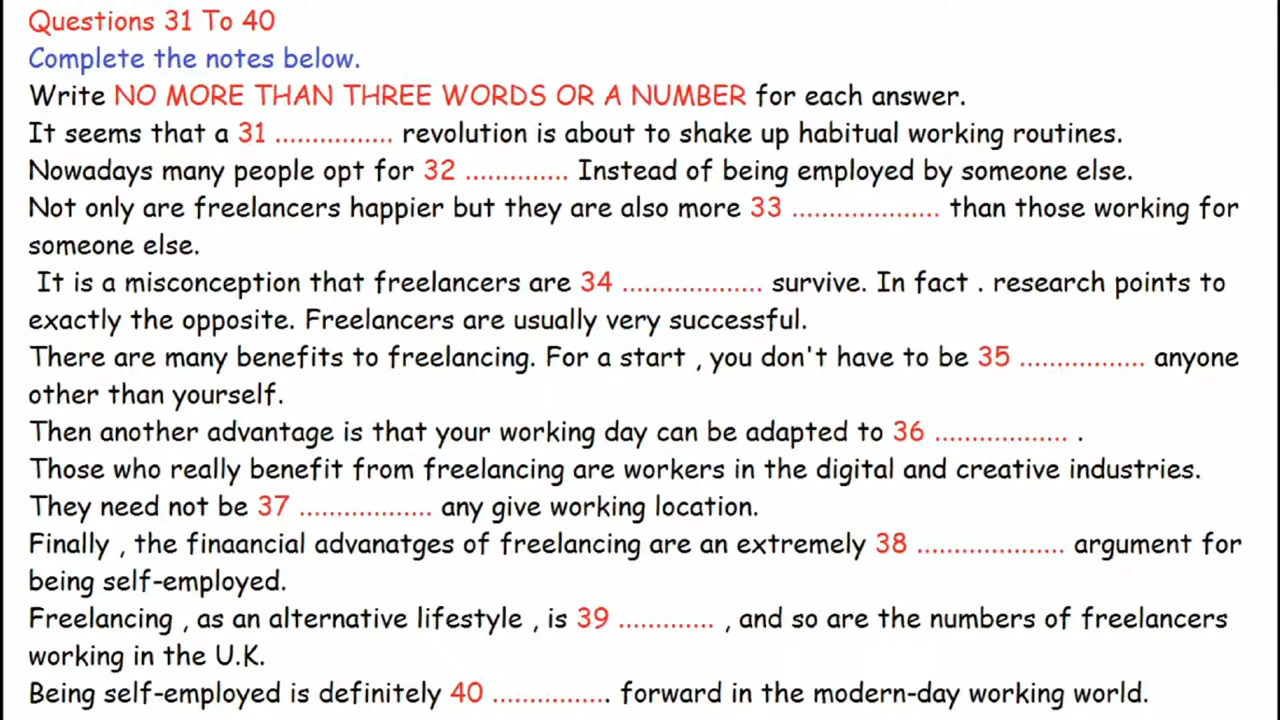 Questions 31 To 40
Complete the notes below.
Write NO MORE THAN THREE WORDS OR A NUMBER for each answer.
It seems that a 31 ................ revolution is about to shake up habitual working routines.
Nowadays many people opt for 32 .............. Instead of being employed by someone else.
Not only are freelancers happier but they are also more 33 .................... than those working for
someone else.
It is a misconception that freelancers are 34 ................... survive. In fact . research points to
exactly the opposite. Freelancers are usually very successful.
There are many benefits to freelancing. For a start , you don't have to be 35 ................. anyone
other than yourself.
Then another advantage is that your working day can be adapted to 36 .................. .
Those who really benefit from freelancing are workers in the digital and creative industries.
They need not be 37 .................. any give working location.
Finally , the finaancial advanatges of freelancing are an extremely 38 .................... argument for
being self-employed.
Freelancing , as an alternative lifestyle , is 39 ............. , and so are the numbers of freelancers
working in the U.K.
Being self-employed is definitely 40 ................ forward in the modern-day working world.